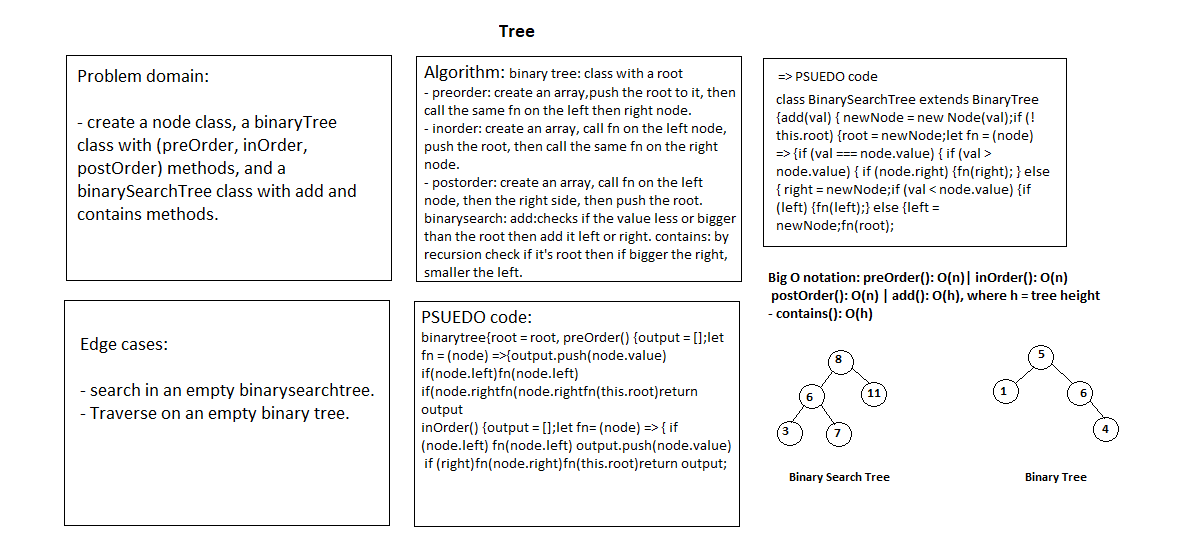 Tree
Problem domain:
- create a node class, a binaryTree
class with (preOrder, inOrder,
postOrder) methods, and a
binarySearchTree class with add and
contains methods.
Algorithm: binary tree: class with a root
- preorder: create an array,push the root to it, then
call the same fn on the left then right node.
- inorder: create an array, call fn on the left node,
push the root, then call the same fn on the right
node.
- postorder: create an array, call fn on the left
node, then the right side, then push the root.
binarysearch: add:checks if the value less or bigger
than the root then add it left or right. contains: by
recursion check if it's root then if bigger the right,
smaller the left.
=> PSUEDO code
class BinarySearchTree extends BinaryTree
{add(val) { newNode = new Node(val);if (!
this.root) {root = newNode;let fn = (node)
=> {if (val === node.value) { if (val >
node.value) { if (node.right) {fn(right); } else
{ right = newNode;if (val < node.value) {if
(left) {fn(left);} else {left =
newNode;fn(root);
Edge cases:
- search in an empty binarysearchtree.
- Traverse on an empty binary tree.
PSUEDO code:
binarytree{root = root, preOrder() {output = [];let
fn = (node) =>{output.push(node.value)
if(node.left)fn(node.left)
if(node.rightfn(node.rightfn(this.root)return
output
inOrder() {output = [];let fn= (node) => { if
(node.left) fn(node.left) output.push(node.value)
if (right)fn(node.right)fn(this.root)return output;
Big O notation: preOrder(): O(n)| inOrder(): O(n)
postOrder(): O(n) | add(): O(h), where h = tree height
- contains(): O(h)
8
6
11
3
7
Binary Search Tree
5
1
6
4
Binary Tree